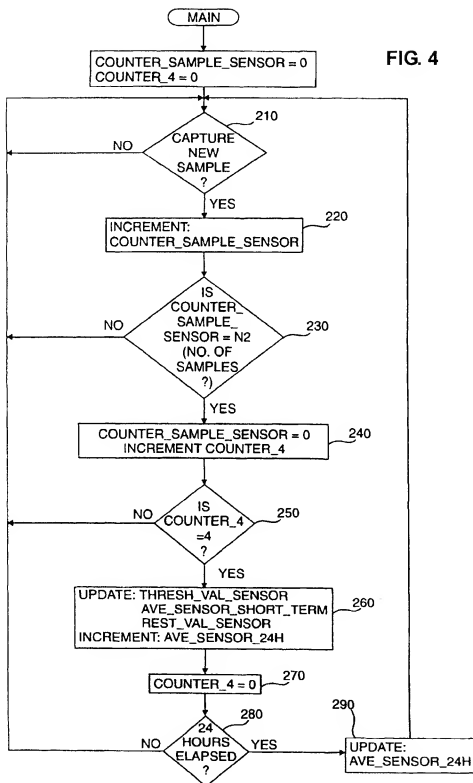 MAIN
FIG. 4
COUNTER_SAMPLE_SENSOR = 0
COUNTER_4 = 0
210
CAPTURE
NEW
SAMPLE
?
NO
YES
220
INCREMENT:
COUNTER_SAMPLE_SENSOR
IS
COUNTER_
SAMPLE_
SENSOR = N2
(NO. OF
SAMPLES
?)
230
NO
YES
COUNTER_SAMPLE_SENSOR = 0
INCREMENT COUNTER_4
240
IS
COUNTER_4
=4
?
250
NO
YES
UPDATE: THRESH_VAL_SENSOR
AVE_SENSOR_SHORT_TERM
REST_VAL_SENSOR
INCREMENT: AVE_SENSOR_24H
260
COUNTER_4 = 0
270
280
24
HOURS
ELAPSED
?
NO
YES
290
UPDATE:
AVE_SENSOR_24H